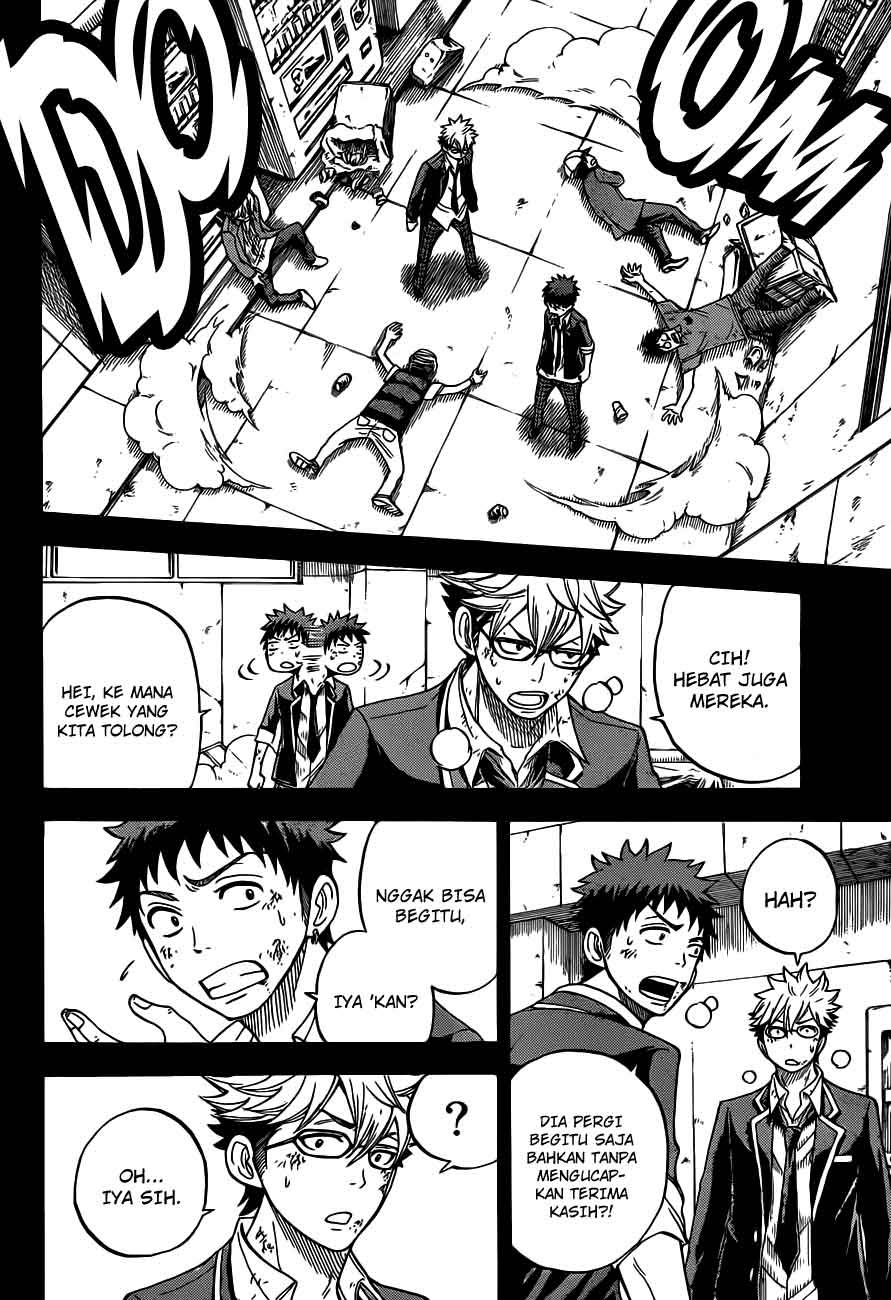 DO
OM
CIH!
HEBAT JUGA
MEREKA.
HEI, KE MANA
CEWEK YANG
KITA TOLONG?
HAH?
DIA PERGI
BEGITU SAJA
BAHKAN TANPA
MENGUCAP-
KAN TERIMA
KASIH?!
NGGAK BISA
BEGITU,
IYA 'KAN?
?
OH...
IYA SIH.